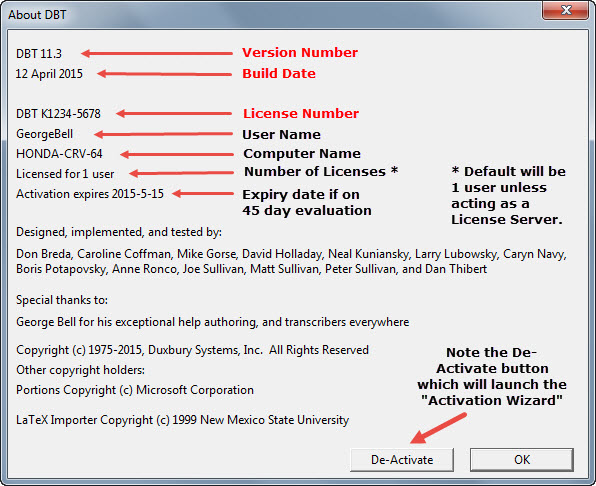 About DBT
DBT 11.3 Version Number
12 April 2015 Build Date
DBT K1234-5678 License Number
GeorgeBell User Name
HONDA-CRV-64 Computer Name
Licensed for 1 user Number of Licenses *
Activation expires 2015-5-15 Expiry date if on
45 day evaluation
* Default will be
1 user unless
acting as a
License Server.
Designed, implemented, and tested by:
Don Breda, Caroline Coffman, Mike Gorse, David Holladay, Neal Kuniansky, Larry Lubowsky, Caryn Navy,
Boris Potapovsky, Anne Ronco, Joe Sullivan, Matt Sullivan, Peter Sullivan, and Dan Thibert
Special thanks to:
George Bell for his exceptional help authoring, and transcribers everywhere
Copyright (c) 1975-2015, Duxbury Systems, Inc. All Rights Reserved
Other copyright holders:
Portions Copyright (c) Microsoft Corporation
LaTeX Importer Copyright (c) 1999 New Mexico State University
Note the De-
Activate button
which will launch the
"Activation Wizard"
De-Activate
OK